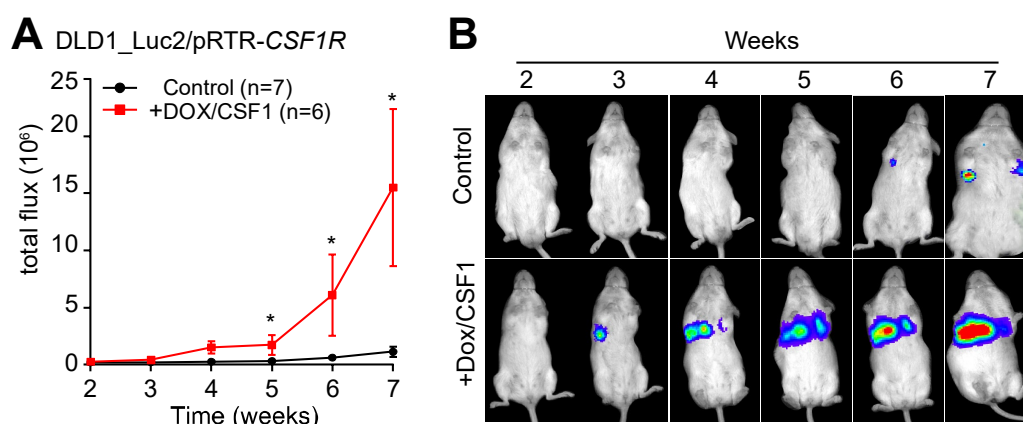 A DLD1_Luc2/pRTR-CSF1R
Control (n=7)
+DOX/CSF1 (n=6)
total flux (10⁶)
25
20
15
10
5
0
*
*
*
2 3 4 5 6 7
Time (weeks)
B
Weeks
2 3 4 5 6 7
Control
+Dox/CSF1